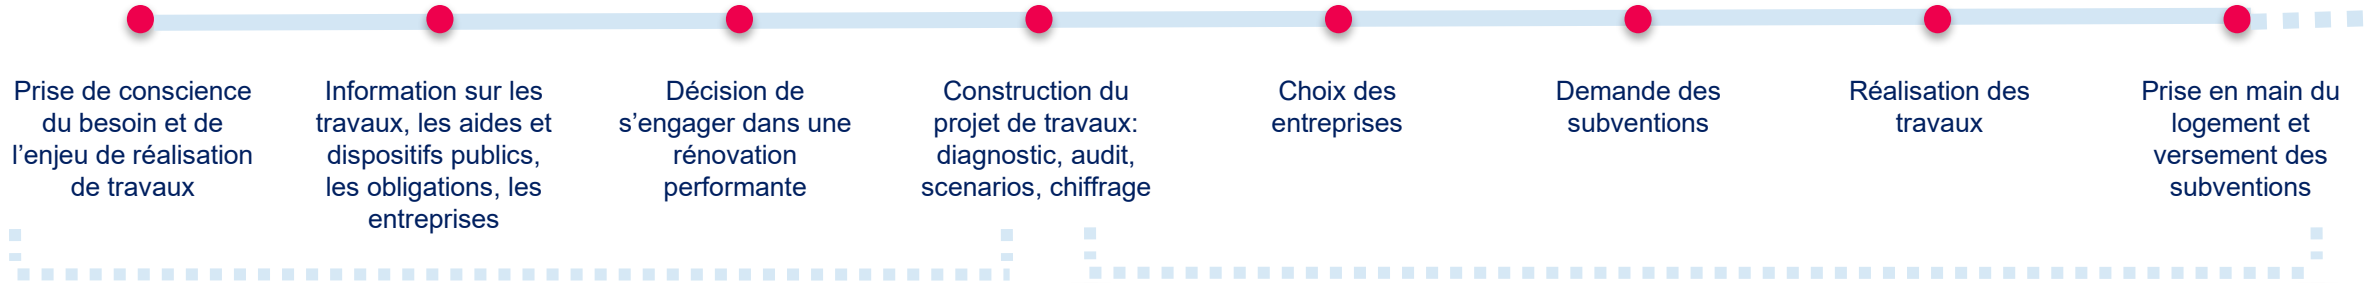 Prise de conscience
du besoin et de
l’enjeu de réalisation
de travaux
Information sur les
travaux, les aides et
dispositifs publics,
les obligations, les
entreprises
Décision de
s’engager dans une
rénovation
performante
Construction du
projet de travaux:
diagnostic, audit,
scenarios, chiffrage
Choix des
entreprises
Demande des
subventions
Réalisation des
travaux
Prise en main du
logement et
versement des
subventions